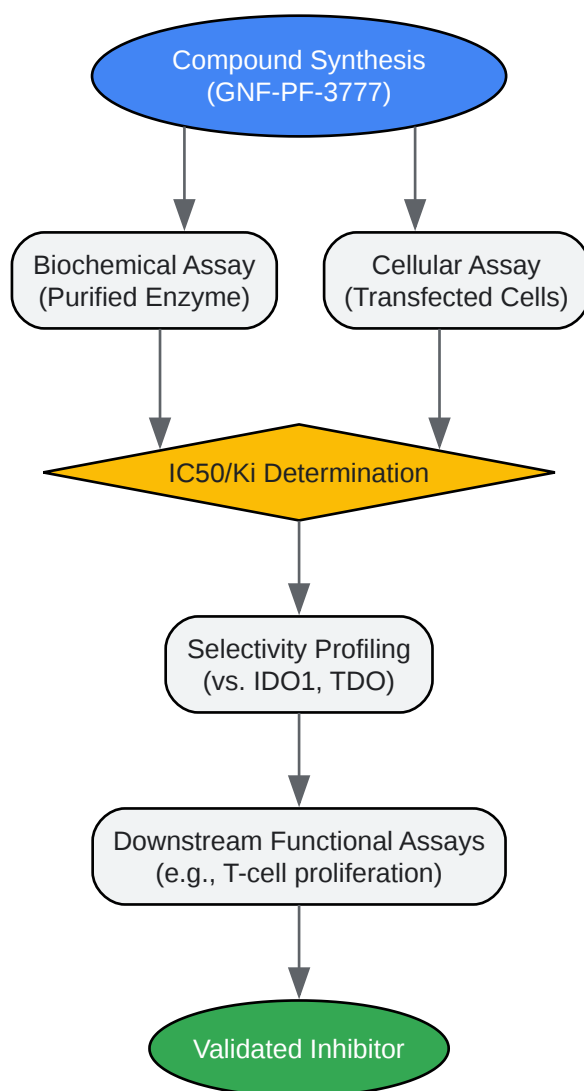 Compound Synthesis
(GNF-PF-3777)
Biochemical Assay
(Purified Enzyme)
Cellular Assay
(Transfected Cells)
IC50/Ki Determination
Selectivity Profiling
(vs. IDO1, TDO)
Downstream Functional Assays
(e.g., T-cell proliferation)
Validated Inhibitor